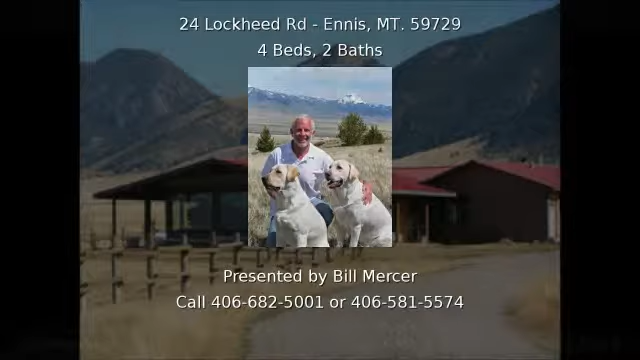 24 Lockheed Rd - Ennis, MT. 59729
4 Beds, 2 Baths
Presented by Bill Mercer
Call 406-682-5001 or 406-581-5574